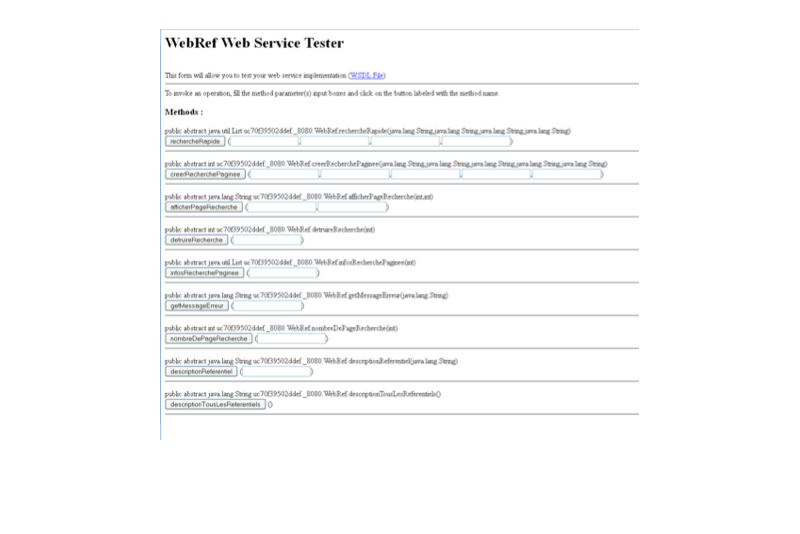 WebRef Web Service Tester
This form will allow you to test your web service implementation (WSDL File)
To invoke an operation, fill the method parameter(s) input boxes and click on the button labeled with the method name.
Methods :
public abstract java.util.List uc70f39502ddef_8080.WebRef.rechercheRapide(java.lang.String,java.lang.String,java.lang.String,java.lang.String)
rechercheRapide ( , , , )
public abstract int uc70f39502ddef_8080.WebRef.creerRecherchePaginee(java.lang.String,java.lang.String,java.lang.String,java.lang.String,java.lang.String)
creerRecherchePaginee ( , , , , )
public abstract java.lang.String uc70f39502ddef_8080.WebRef.afficherPageRecherche(int,int)
afficherPageRecherche ( , )
public abstract int uc70f39502ddef_8080.WebRef.detruireRecherche(int)
detruireRecherche ( )
public abstract java.util.List uc70f39502ddef_8080.WebRef.infosRecherchePaginee(int)
infosRecherchePaginee ( )
public abstract java.lang.String uc70f39502ddef_8080.WebRef.getMessageErreur(java.lang.String)
getMessageErreur ( )
public abstract int uc70f39502ddef_8080.WebRef.nombreDePageRecherche(int)
nombreDePageRecherche ( )
public abstract java.lang.String uc70f39502ddef_8080.WebRef.descriptionReferentiel(java.lang.String)
descriptionReferentiel ( )
public abstract java.lang.String uc70f39502ddef_8080.WebRef.descriptionTousLesReferentiels()
descriptionTousLesReferentiels ()